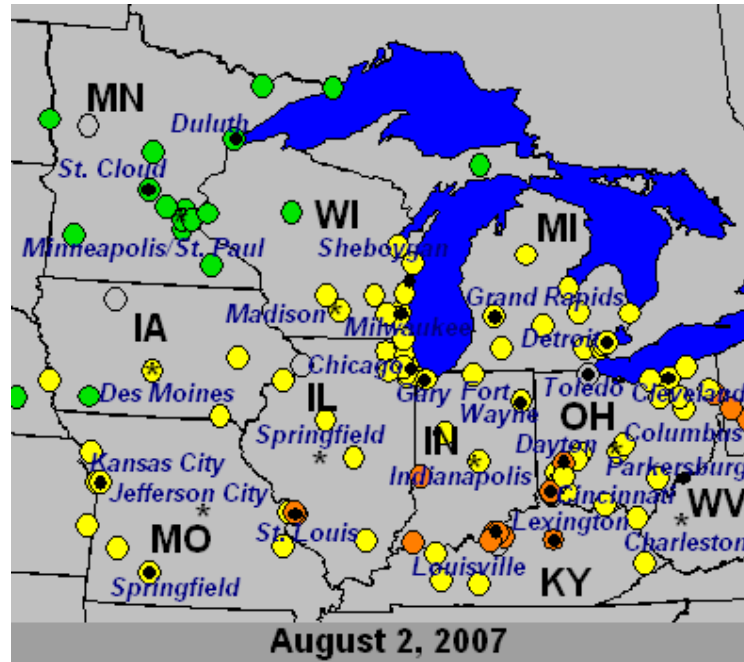 MN
Duluth
St. Cloud
WI
MI
Minneapolis/St. Paul
Sheboygan
Grand Rapids
Madison
Milwaukee
IA
Detroit
Chicago
Toledo
Cleveland
Des Moines
Gary
Fort
Wayne
IL
OH
Columbus
Springfield
IN
Dayton
Kansas City
Indianapolis
Parkersburg
Jefferson City
Cincinnati
WV
St. Louis
Lexington
MO
Charleston
Louisville
Springfield
KY
August 2, 2007